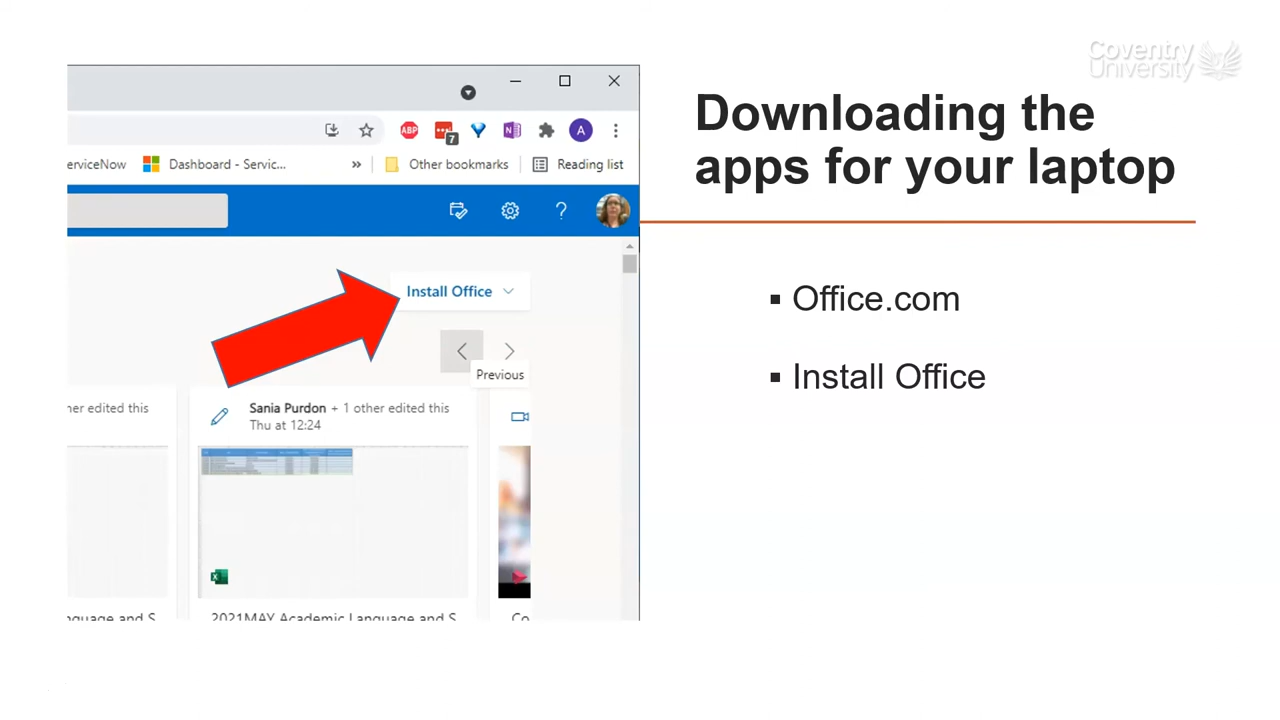 Coventry
University
Downloading the
apps for your laptop
Office.com
Install Office
ABP
7
N
A
erviceNow
Dashboard - Servic...
»
Other bookmarks
Reading list
?
Install Office
Previous
her edited this
Sania Purdon + 1 other edited this
Thu at 12:24
X
2021MAY Academic Language and S
Co